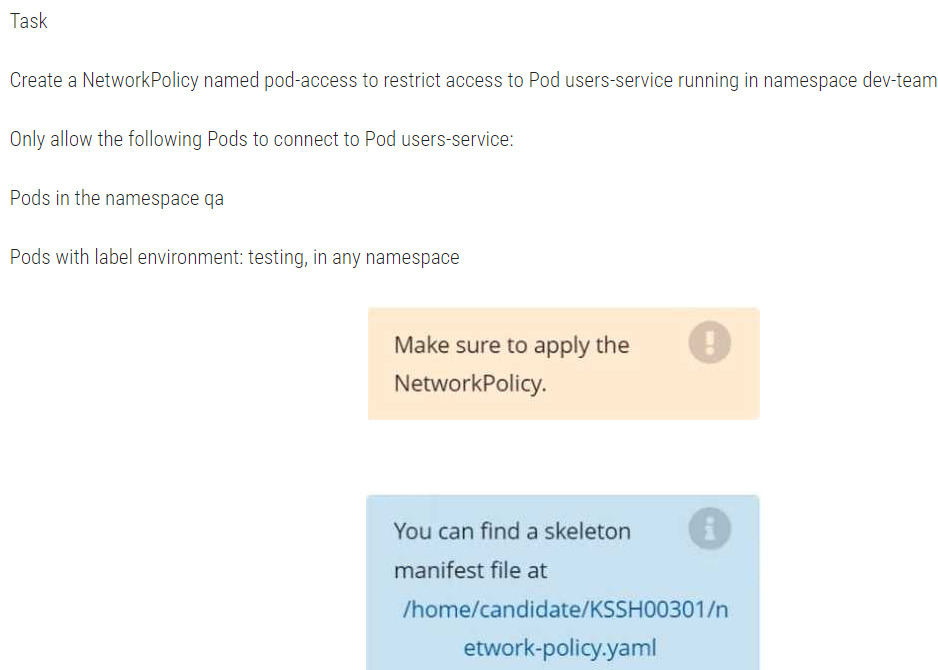 Task
Create a NetworkPolicy named pod-access to restrict access to Pod users-service running in namespace dev-team
Only allow the following Pods to connect to Pod users-service:
Pods in the namespace qa
Pods with label environment: testing, in any namespace
Make sure to apply the
NetworkPolicy.
You can find a skeleton
manifest file at
/home/candidate/KSSH00301/n
etwork-policy.yaml